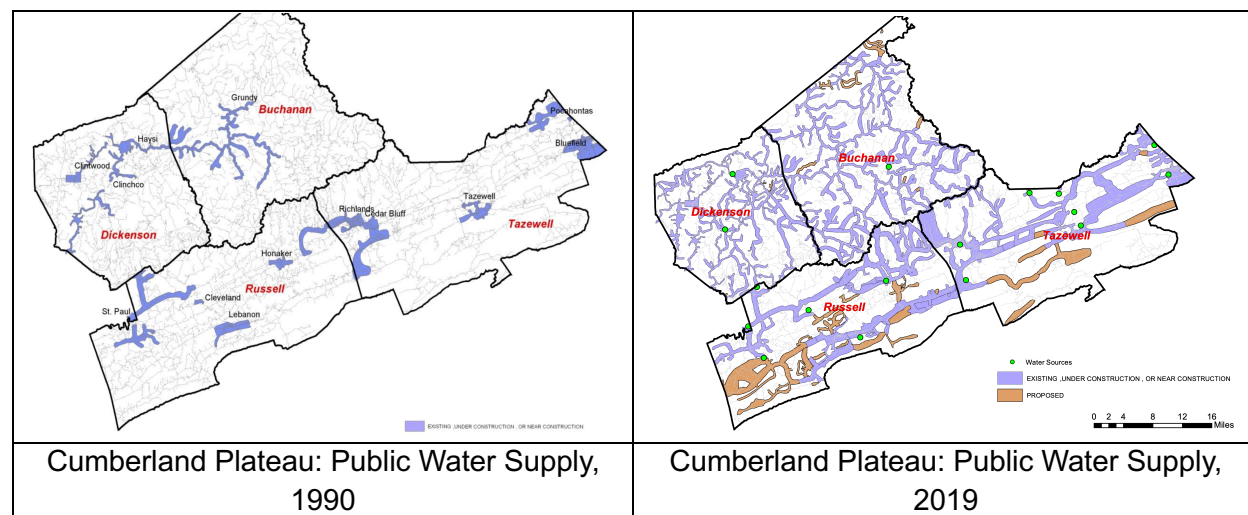 Grundy
Buchanan
Haysi
Clintwood
Clinchco
Dickenson
Pocahontas
Bluefield
Tazewell
Richlands
Cedar Bluff
Tazewell
Honaker
Russell
Cleveland
St. Paul
Lebanon
EXISTING ,UNDER CONSTRUCTION , OR NEAR CONSTRUCTION
Buchanan
Dickenson
Tazewell
Russell
Water Sources
EXISTING ,UNDER CONSTRUCTION , OR NEAR CONSTRUCTION
PROPOSED
0 2 4 8 12 16
Miles
Cumberland Plateau: Public Water Supply,
1990
Cumberland Plateau: Public Water Supply,
2019